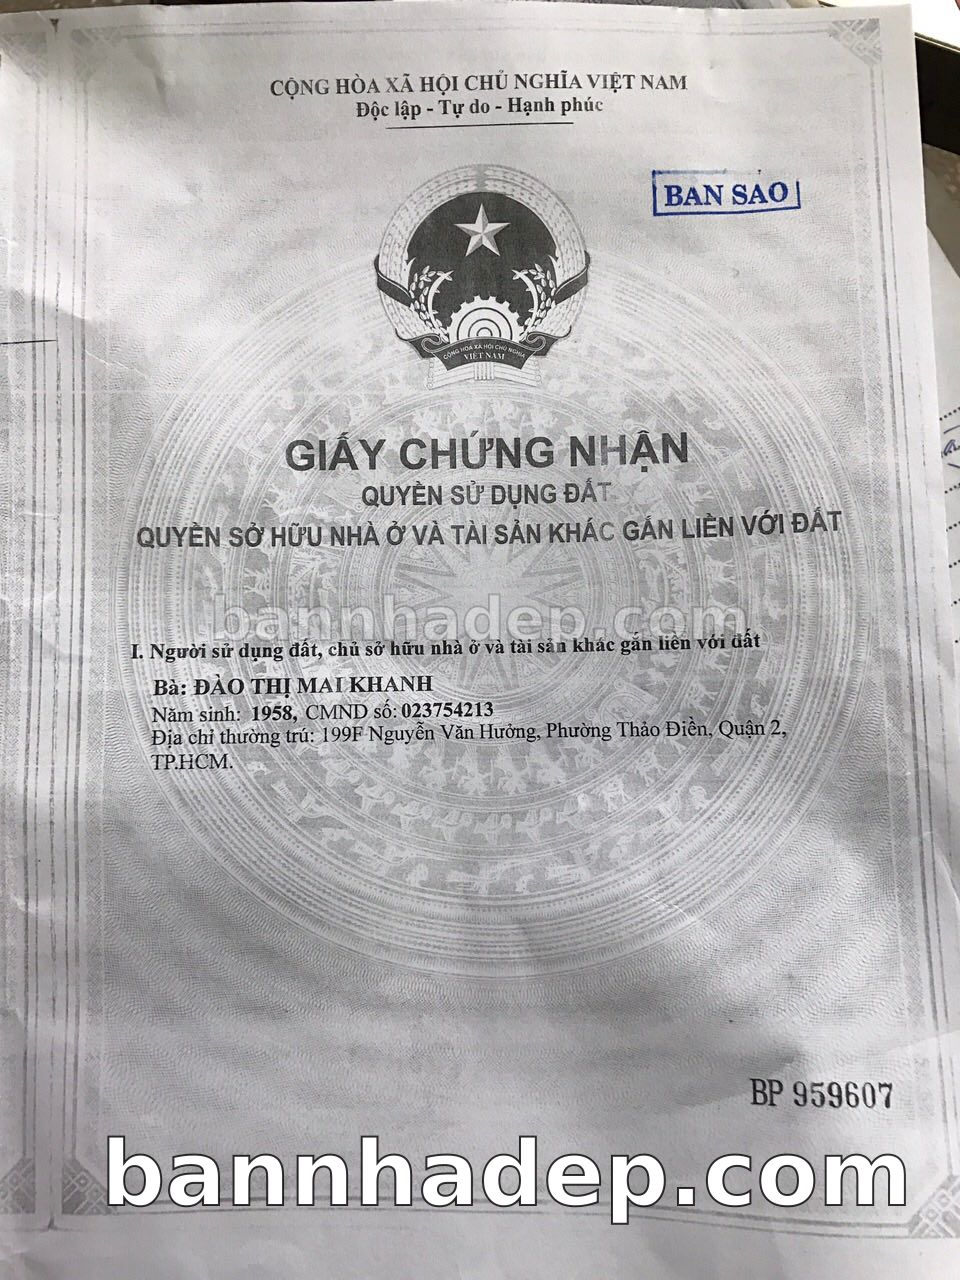 CỘNG HÒA XÃ HỘI CHỦ NGHĨA VIỆT NAM
Độc lập - Tự do - Hạnh phúc
BẢN SAO
CỘNG HÒA XÃ HỘI CHỦ NGHĨA
VIỆT NAM
GIẤY CHỨNG NHẬN
QUYỀN SỬ DỤNG ĐẤT
QUYỀN SỞ HỮU NHÀ Ở VÀ TÀI SẢN KHÁC GẮN LIỀN VỚI ĐẤT
bannhadep.com
I. Người sử dụng đất, chủ sở hữu nhà ở và tài sản khác gắn liền với đất
Bà: ĐÀO THỊ MAI KHANH
Năm sinh: 1958, CMND số: 023754213
Địa chỉ thường trú: 199F Nguyễn Văn Hưởng, Phường Thảo Điền, Quận 2,
TP.HCM.
BP 959607
bannhadep.com